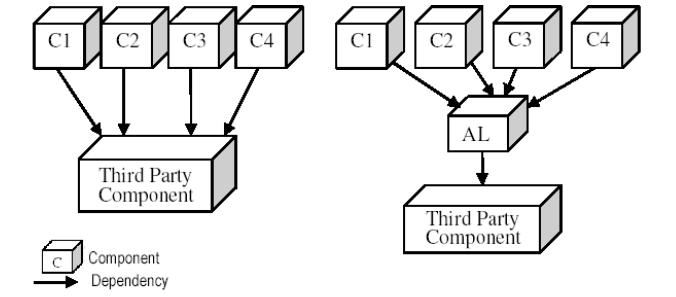 C1 C2 C3 C4
Third Party
Component
C Component
Dependency
C1 C2 C3 C4
AL
Third Party
Component